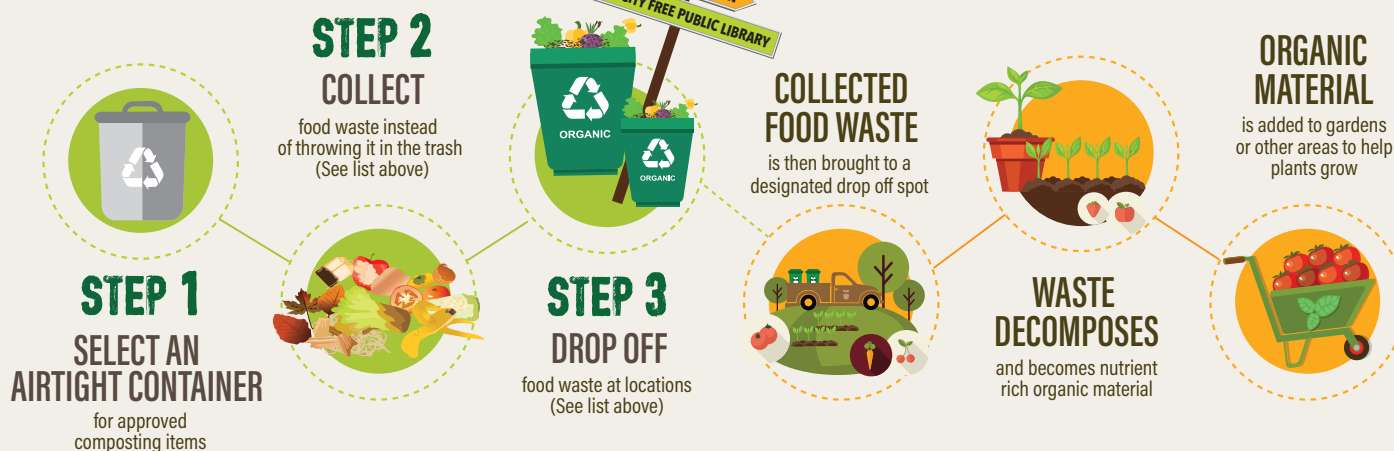 STEP 1
SELECT AN
AIRTIGHT CONTAINER
for approved
composting items
STEP 2
COLLECT
food waste instead
of throwing it in the trash
(See list above)
FREE PUBLIC LIBRARY
ORGANIC
ORGANIC
STEP 3
DROP OFF
food waste at locations
(See list above)
COLLECTED
FOOD WASTE
is then brought to a
designated drop off spot
WASTE
DECOMPOSES
and becomes nutrient
rich organic material
ORGANIC
MATERIAL
is added to gardens
or other areas to help
plants grow